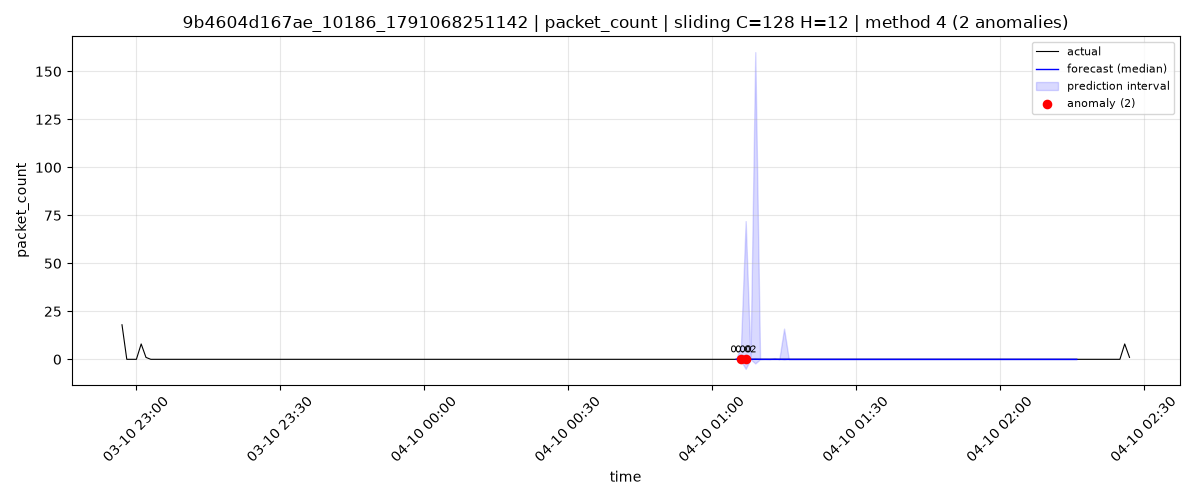 9b4604d167ae_10186_1791068251142 | packet_count | sliding C=128 H=12 | method 4 (2 anomalies)
actual
forecast (median)
prediction interval
anomaly (2)
packet_count
150
125
100
75
50
25
0
03-10 23:00
03-10 23:30
04-10 00:00
04-10 00:30
04-10 01:00
04-10 01:30
04-10 02:00
04-10 02:30
time